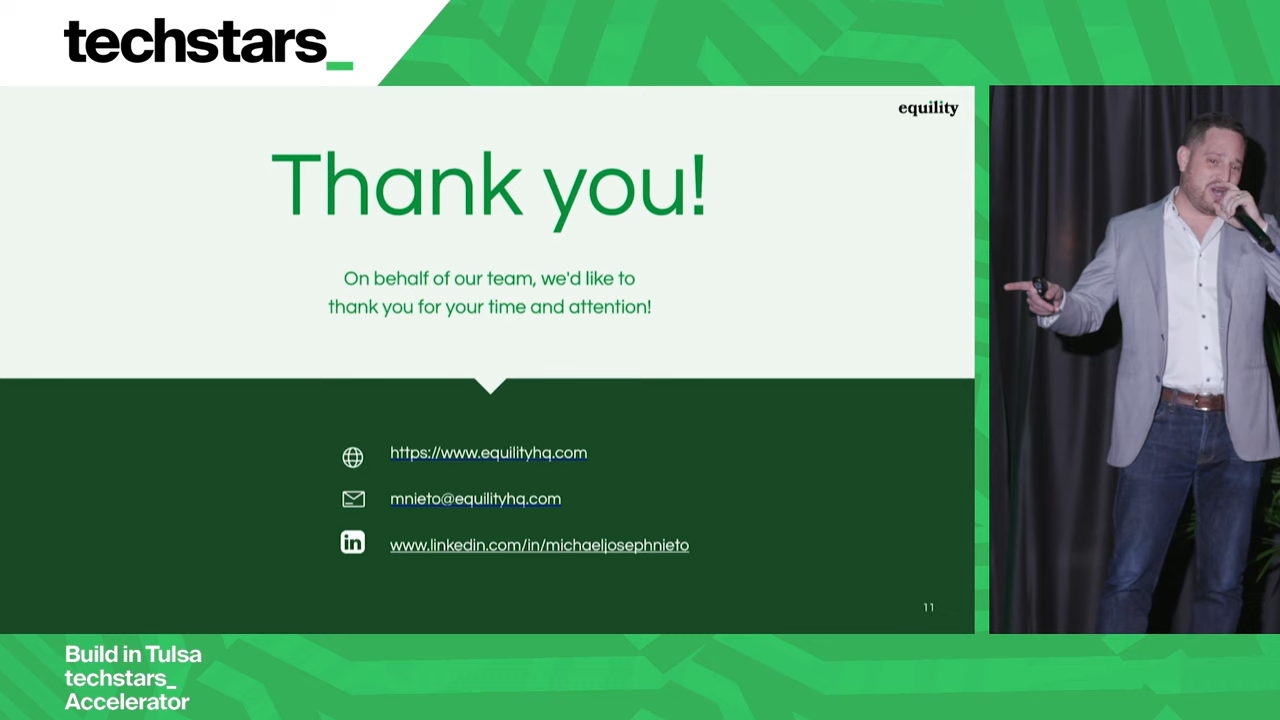 techstars_
equility
Thank you!
On behalf of our team, we'd like to
thank you for your time and attention!
https://www.equilityhq.com
mnieto@equilityhq.com
in
www.linkedin.com/in/michaeljosephnieto
11
Build in Tulsa
techstars_
Accelerator